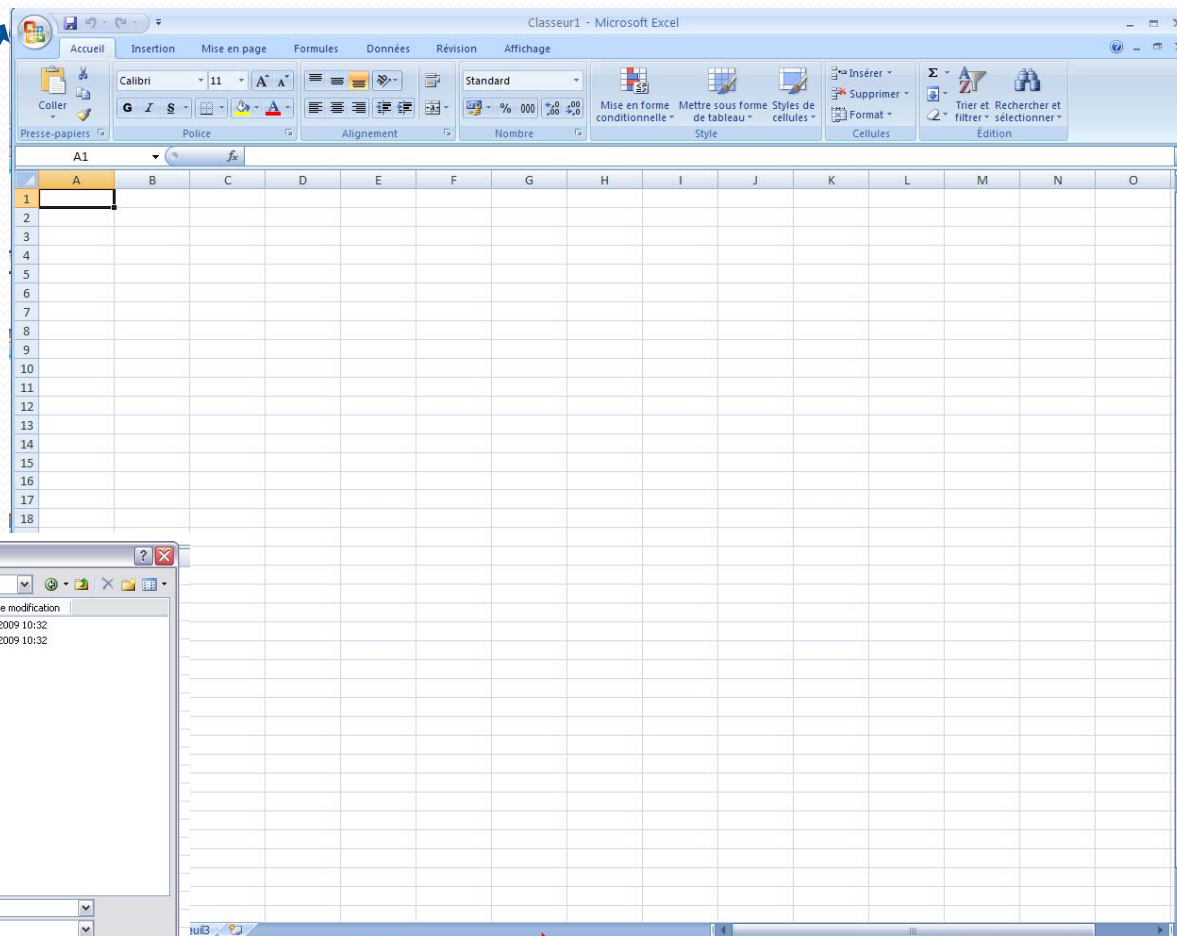 Classeur1 - Microsoft Excel
Accueil Insertion Mise en page Formules Données Révision Affichage
Coller
Calibri 11 A A
G I S A
Standard
% 000
Mise en forme conditionnelle
Mettre sous forme de tableau
Styles de cellules
Insérer
Supprimer
Format
Σ
Trier et filtrer
Rechercher et sélectionner
Presse-papiers Police Alignement Nombre Style Cellules Édition
A1 fx
A B C D E F G H I J K L M N O
1
2
3
4
5
6
7
8
9
10
11
12
13
14
15
16
17
18
e modification
2009 10:32
2009 10:32
euil3